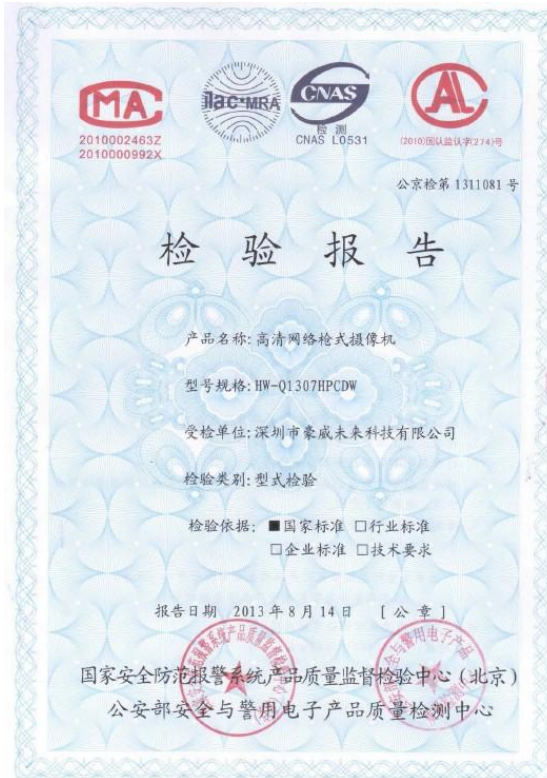 MA
ilac-MRA
CNAS
AL
检 测
CNAS L0531
2010002463Z
2010000992X
(2010)国认监认字(274)号
公京检第 1311081 号
检 验 报 告
产品名称: 高清网络枪式摄像机
型号规格: HW-Q1307HPCDW
受检单位: 深圳市豪威未来科技有限公司
检验类别: 型式检验
检验依据: ■国家标准 □行业标准
□企业标准 □技术要求
报告日期 2013 年 8 月 14 日 [ 公 章 ]
国家安全防范报警系统产品质量监督检验中心(北京)
公安部安全与警用电子产品质量检测中心